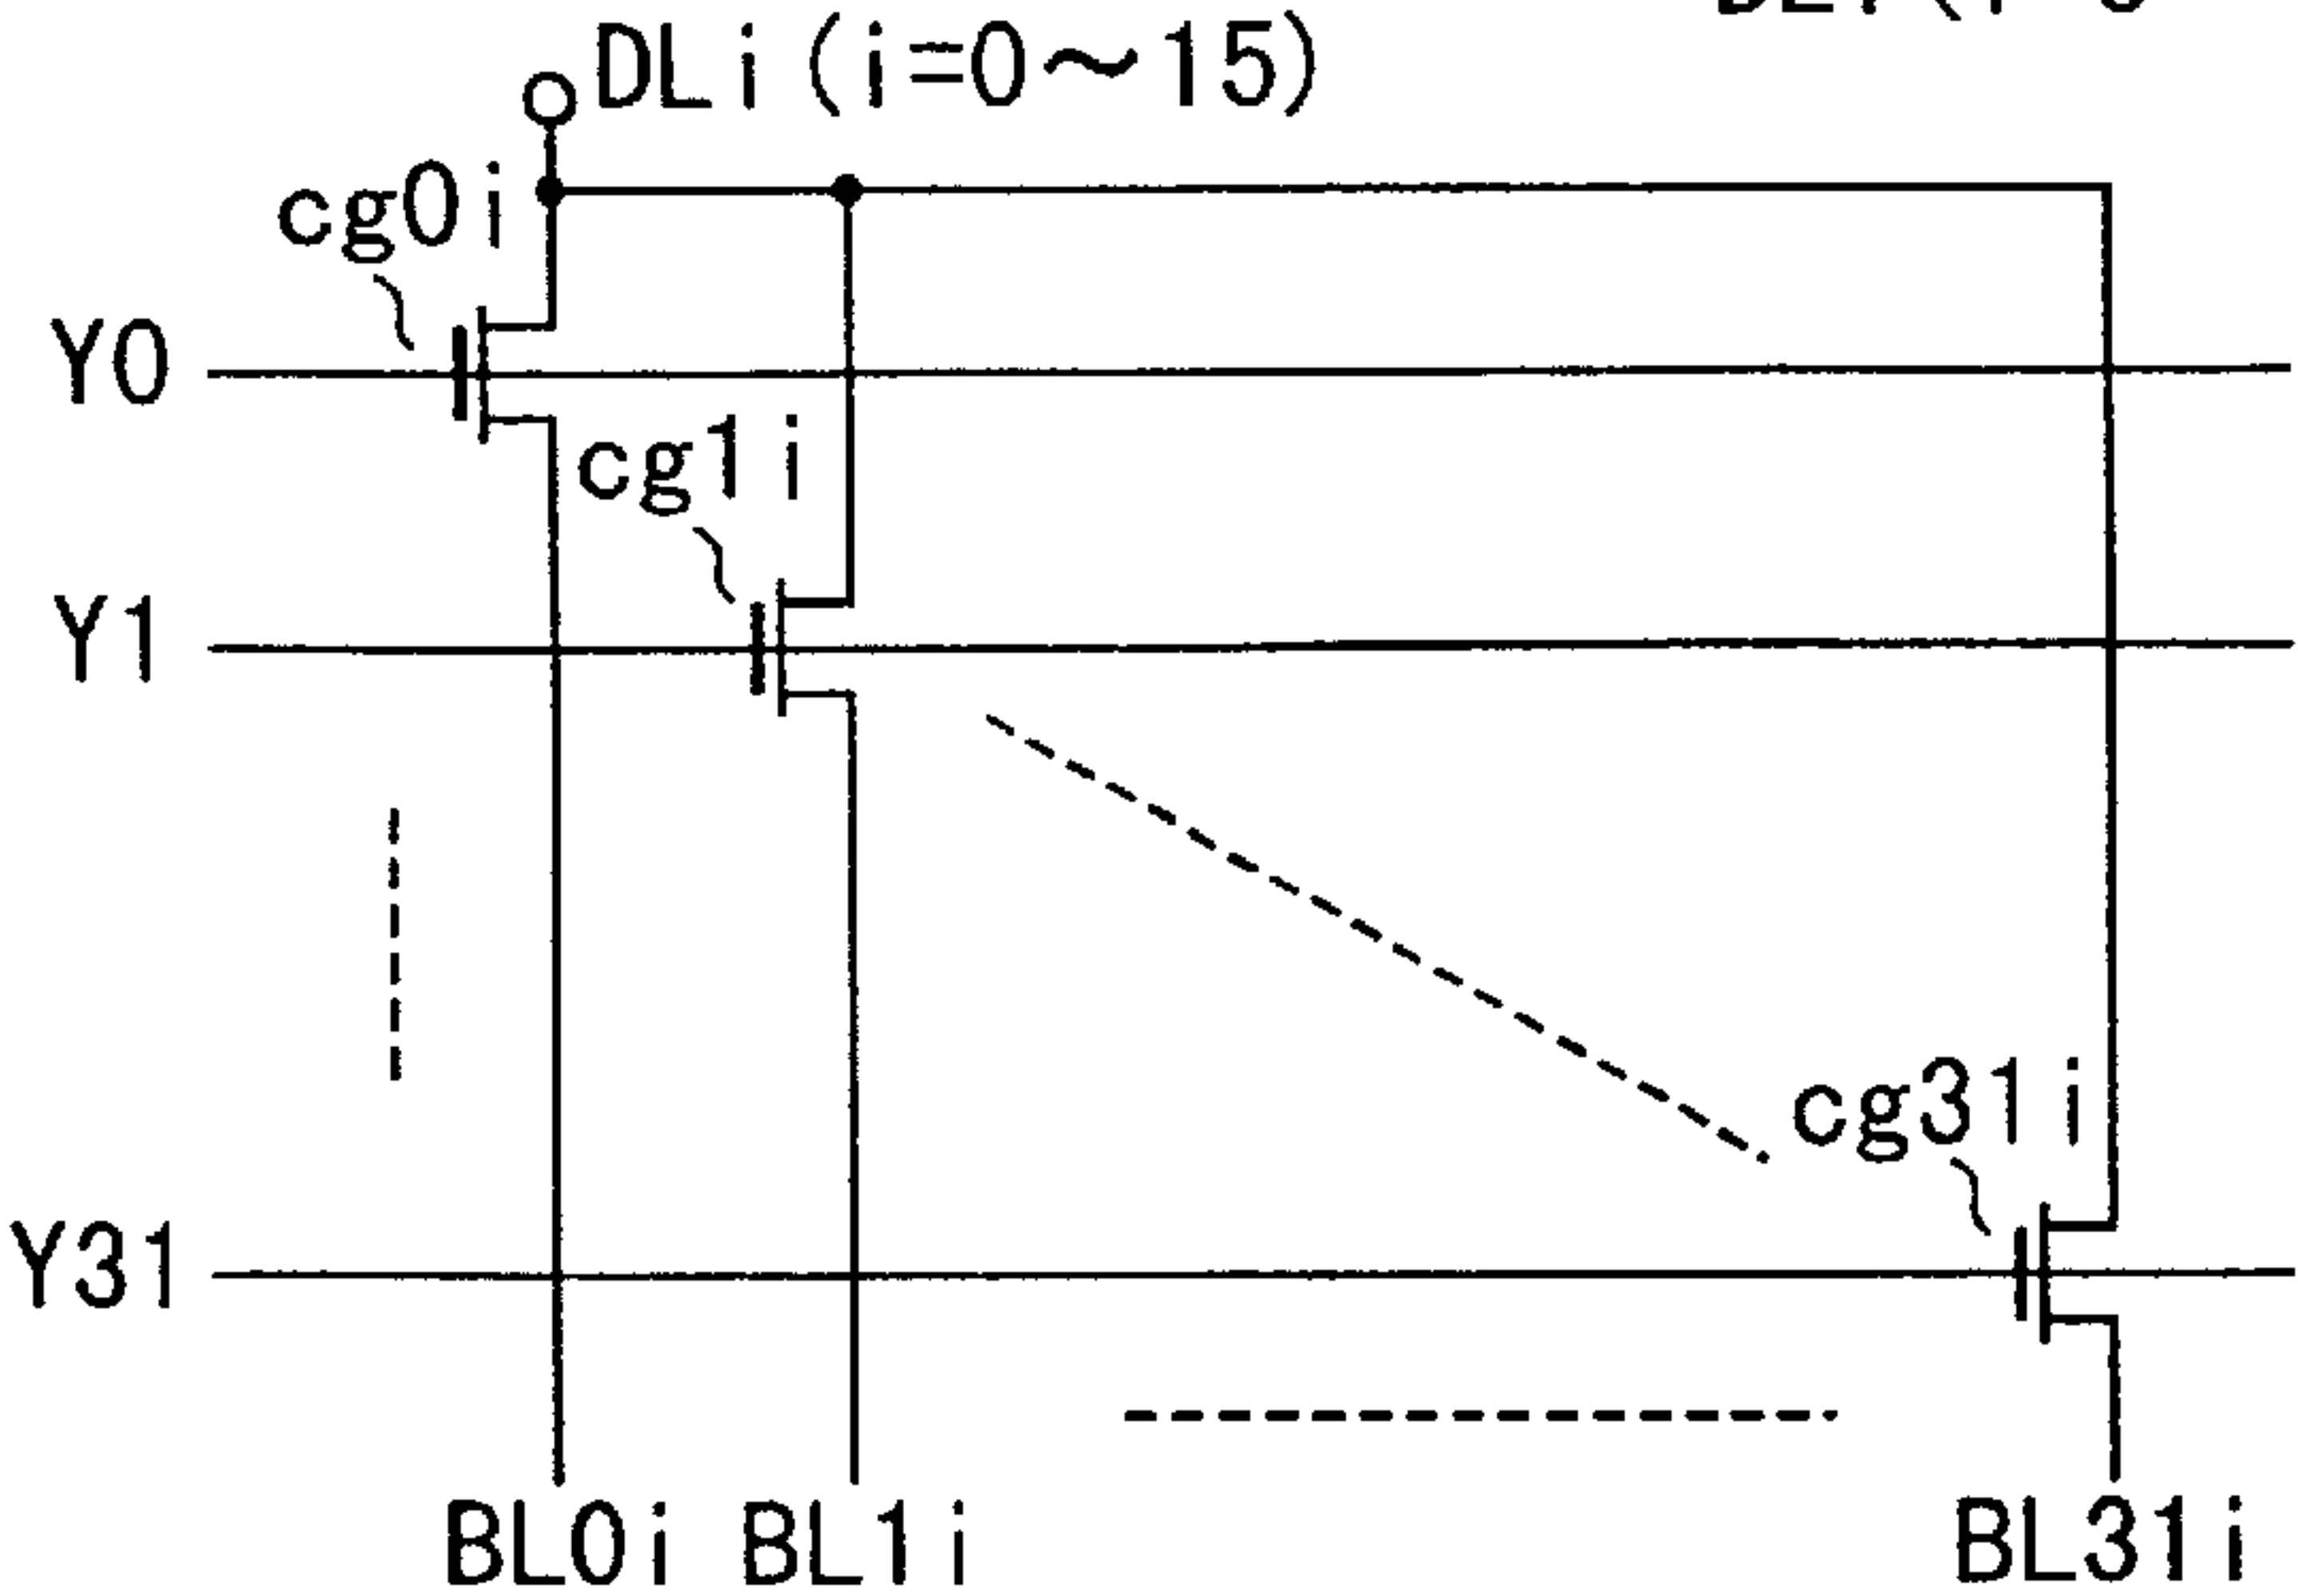 DLi (i=0～15)
cg0i
Y0
cg1i
Y1
cg31i
Y31
BL0i BL1i BL31i